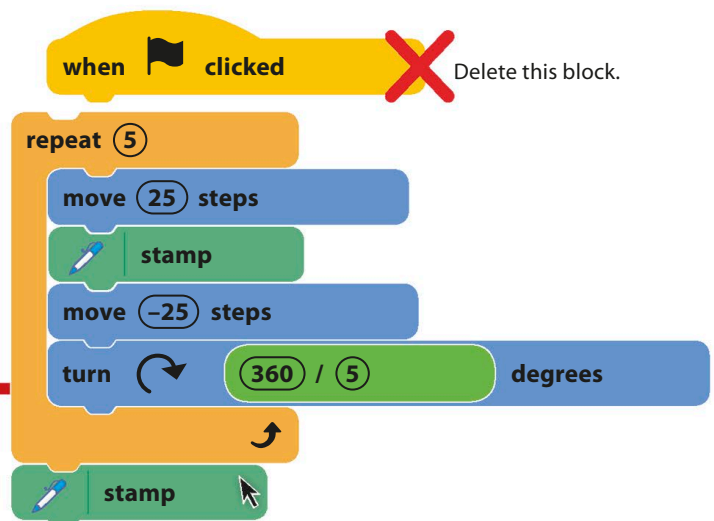 when clicked
Delete this block.
repeat 5
move 25 steps
stamp
move –25 steps
turn 360 / 5 degrees
stamp